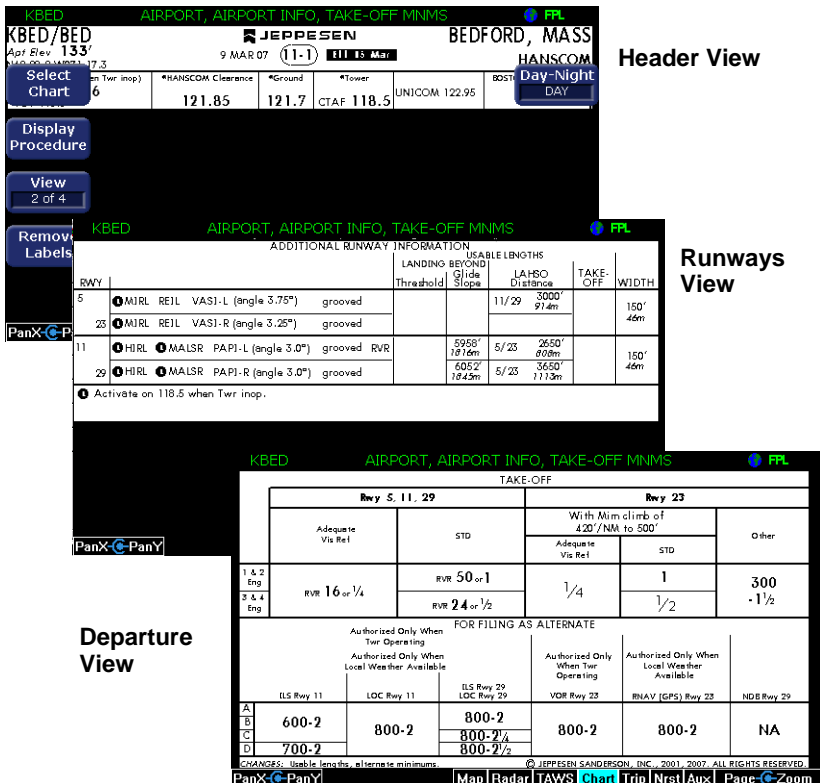 KBED AIRPORT, AIRPORT INFO, TAKE-OFF MNMS FPL
KBED/BED JEPPESEN BEDFORD, MASS
Apt Elev 133' 9 MAR 07 11-1 Eff 15 Mar HANSCOM
Header View
Select Chart
Day-Night
DAY
en Twr inop) *HANSCOM Clearance *Ground *Tower
6 121.85 121.7 CTAF 118.5 UNICOM 122.95
Display Procedure
View
2 of 4
Remove Labels
KBED AIRPORT, AIRPORT INFO, TAKE-OFF MNMS FPL
Runways View
ADDITIONAL RUNWAY INFORMATION
USABLE LENGTHS
LANDING BEYOND
RWY Threshold Glide Slope LAHSO Distance TAKE-OFF WIDTH
5 MIRL REIL VASI-L (angle 3.75°) grooved 11/29 3000' 914m 150' 46m
23 MIRL REIL VASI-R (angle 3.25°) grooved
11 HIRL MALSR PAPI-L (angle 3.0°) grooved RVR 5958' 1816m 5/23 2650' 808m 150' 46m
29 HIRL MALSR PAPI-R (angle 3.0°) grooved 6052' 1845m 5/23 3650' 1113m
Activate on 118.5 when Twr inop.
PanX PanY
KBED AIRPORT, AIRPORT INFO, TAKE-OFF MNMS FPL
Departure View
TAKE-OFF
Rwy 5, 11, 29 Rwy 23
With Mim climb of 420'/NM to 500'
Adequate Vis Ref STD Adequate Vis Ref STD Other
1 & 2 Eng RVR 16 or 1/4 RVR 50 or 1 1/4 1 300-1 1/2
3 & 4 Eng RVR 24 or 1/2 1/2
FOR FILING AS ALTERNATE
Authorized Only When Twr Operating
Authorized Only When Local Weather Available
Authorized Only When Twr Operating
Authorized Only When Local Weather Available
ILS Rwy 11 LOC Rwy 11 ILS Rwy 29 LOC Rwy 29 VOR Rwy 23 RNAV (GPS) Rwy 23 NDB Rwy 29
A
B 600-2 800-2 800-2 800-2 800-2 NA
C 800-2 1/4
D 700-2 800-2 1/2
CHANGES: Usable lengths, alternate minimums. © JEPPESEN SANDERSON, INC., 2001, 2007. ALL RIGHTS RESERVED.
PanX PanY Map Radar TAWS Chart Trip Nrst Aux Page Zoom